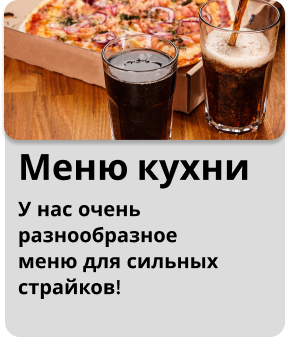 Меню кухни
У нас очень
разнообразное
меню для сильных
страйков!